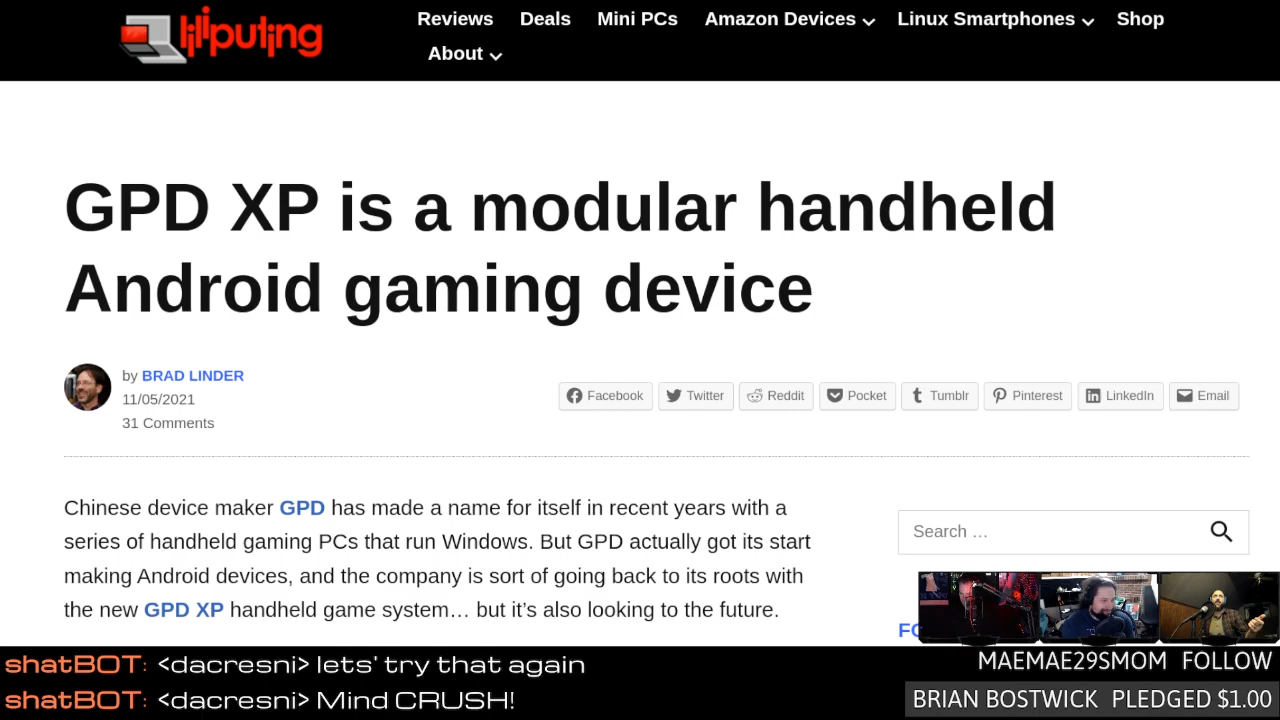 liliputing
Reviews Deals Mini PCs Amazon Devices Linux Smartphones Shop
About
GPD XP is a modular handheld
Android gaming device
by BRAD LINDER
11/05/2021
31 Comments
Facebook Twitter Reddit Pocket Tumblr Pinterest LinkedIn Email
Chinese device maker GPD has made a name for itself in recent years with a
series of handheld gaming PCs that run Windows. But GPD actually got its start
making Android devices, and the company is sort of going back to its roots with
the new GPD XP handheld game system… but it’s also looking to the future.
Search …
shatBOT: <dacresni> lets' try that again
shatBOT: <dacresni> Mind CRUSH!
MAEMAE29SMOM FOLLOW
BRIAN BOSTWICK PLEDGED $1.00